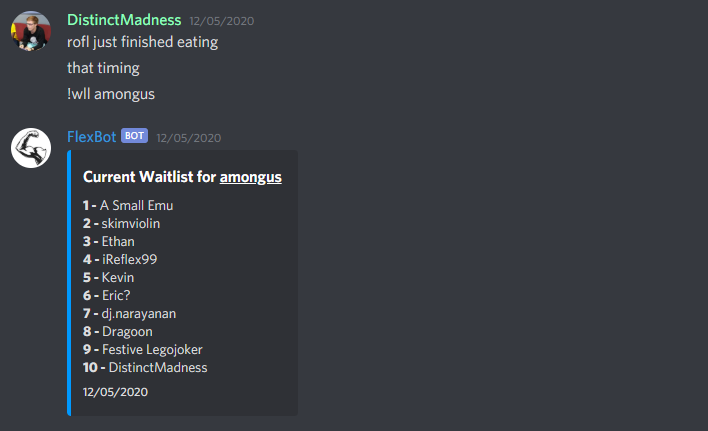 DistinctMadness 12/05/2020
rofl just finished eating
that timing
!wll amongus
FlexBot BOT 12/05/2020
Current Waitlist for amongus
1 - A Small Emu
2 - skimviolin
3 - Ethan
4 - iReflex99
5 - Kevin
6 - Eric?
7 - dj.narayanan
8 - Dragoon
9 - Festive Legojoker
10 - DistinctMadness
12/05/2020